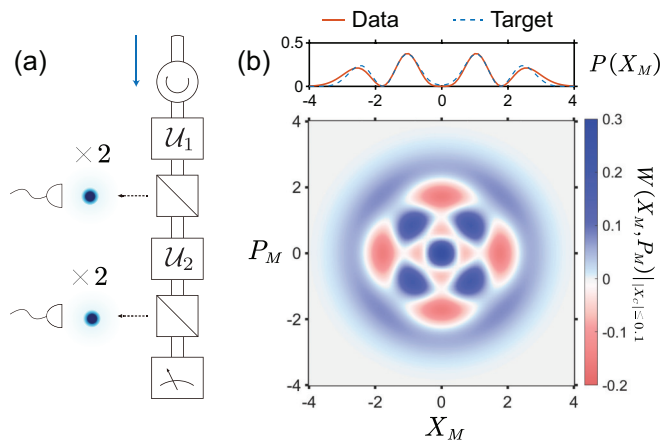 Data
Target
(a)
(b)
0.5
0
P(X_M)
-4
-2
0
2
4
𝒰₁
× 2
𝒰₂
× 2
4
2
0
-2
-4
P_M
-4
-2
0
2
4
X_M
0.3
0.2
0.1
0
-0.1
-0.2
W(X_M, P_M)||X_C|≤0.1